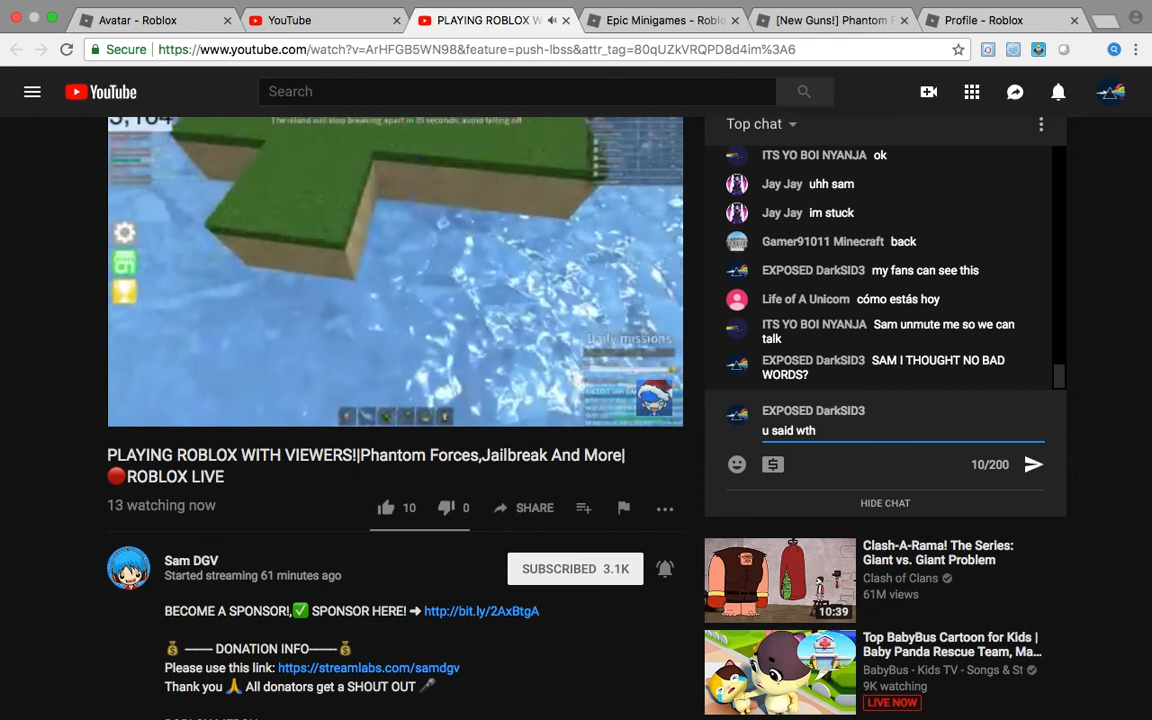 Avatar - Roblox
YouTube
PLAYING ROBLOX W
Epic Minigames - Roblo
[New Guns!] Phantom F
Profile - Roblox
Secure
https://www.youtube.com/watch?v=ArHFGB5WN98&feature=push-lbss&attr_tag=80qUZkVRQPD8d4im%3A6
YouTube
Search
The island will stop breaking apart in 39 seconds, avoid falling off
Daily missions
Top chat
ITS YO BOI NYANJA ok
Jay Jay uhh sam
Jay Jay im stuck
Gamer91011 Minecraft back
EXPOSED DarkSID3 my fans can see this
Life of A Unicorn cómo estás hoy
ITS YO BOI NYANJA Sam unmute me so we can
talk
EXPOSED DarkSID3 SAM I THOUGHT NO BAD
WORDS?
EXPOSED DarkSID3
u said wth
10/200
HIDE CHAT
PLAYING ROBLOX WITH VIEWERS!|Phantom Forces,Jailbreak And More|
🔴ROBLOX LIVE
13 watching now
10
0
SHARE
Sam DGV
Started streaming 61 minutes ago
SUBSCRIBED 3.1K
BECOME A SPONSOR!,✅ SPONSOR HERE! ➜ http://bit.ly/2AxBtgA
💰 ——– DONATION INFO——– 💰
Please use this link: https://streamlabs.com/samdgv
Thank you 🙏 All donators get a SHOUT OUT 🎤
Clash-A-Rama! The Series:
Giant vs. Giant Problem
Clash of Clans
61M views
10:39
Top BabyBus Cartoon for Kids |
Baby Panda Rescue Team, Ma...
BabyBus - Kids TV - Songs & St
9K watching
LIVE NOW